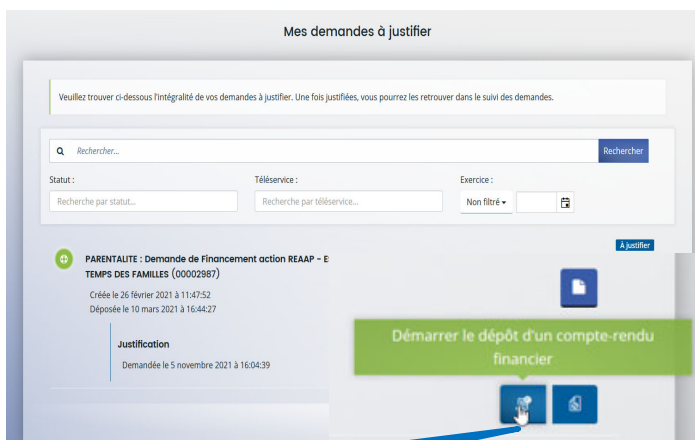 Mes demandes à justifier
Veuillez trouver ci-dessous l'intégralité de vos demandes à justifier. Une fois justifiées, vous pourrez les retrouver dans le suivi des demandes.
Rechercher...
Rechercher
Statut :
Téléservice :
Exercice :
Recherche par statut...
Recherche par téléservice...
Non filtré
À justifier
PARENTALITE : Demande de Financement action REAAP – E
TEMPS DES FAMILLES (00002987)
Créée le 26 février 2021 à 11:47:52
Déposée le 10 mars 2021 à 16:44:27
Démarrer le dépôt d'un compte-rendu
financier
Justification
Demandée le 5 novembre 2021 à 16:04:39